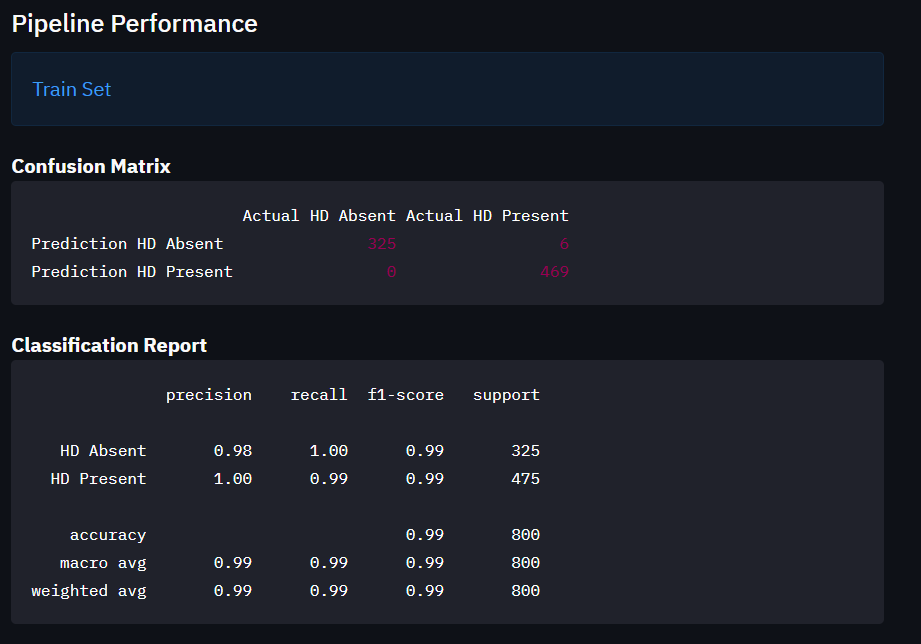 Pipeline Performance
Train Set
Confusion Matrix
Actual HD Absent Actual HD Present
Prediction HD Absent 325 6
Prediction HD Present 0 469
Classification Report
precision recall f1-score support
HD Absent 0.98 1.00 0.99 325
HD Present 1.00 0.99 0.99 475
accuracy 0.99 800
macro avg 0.99 0.99 0.99 800
weighted avg 0.99 0.99 0.99 800